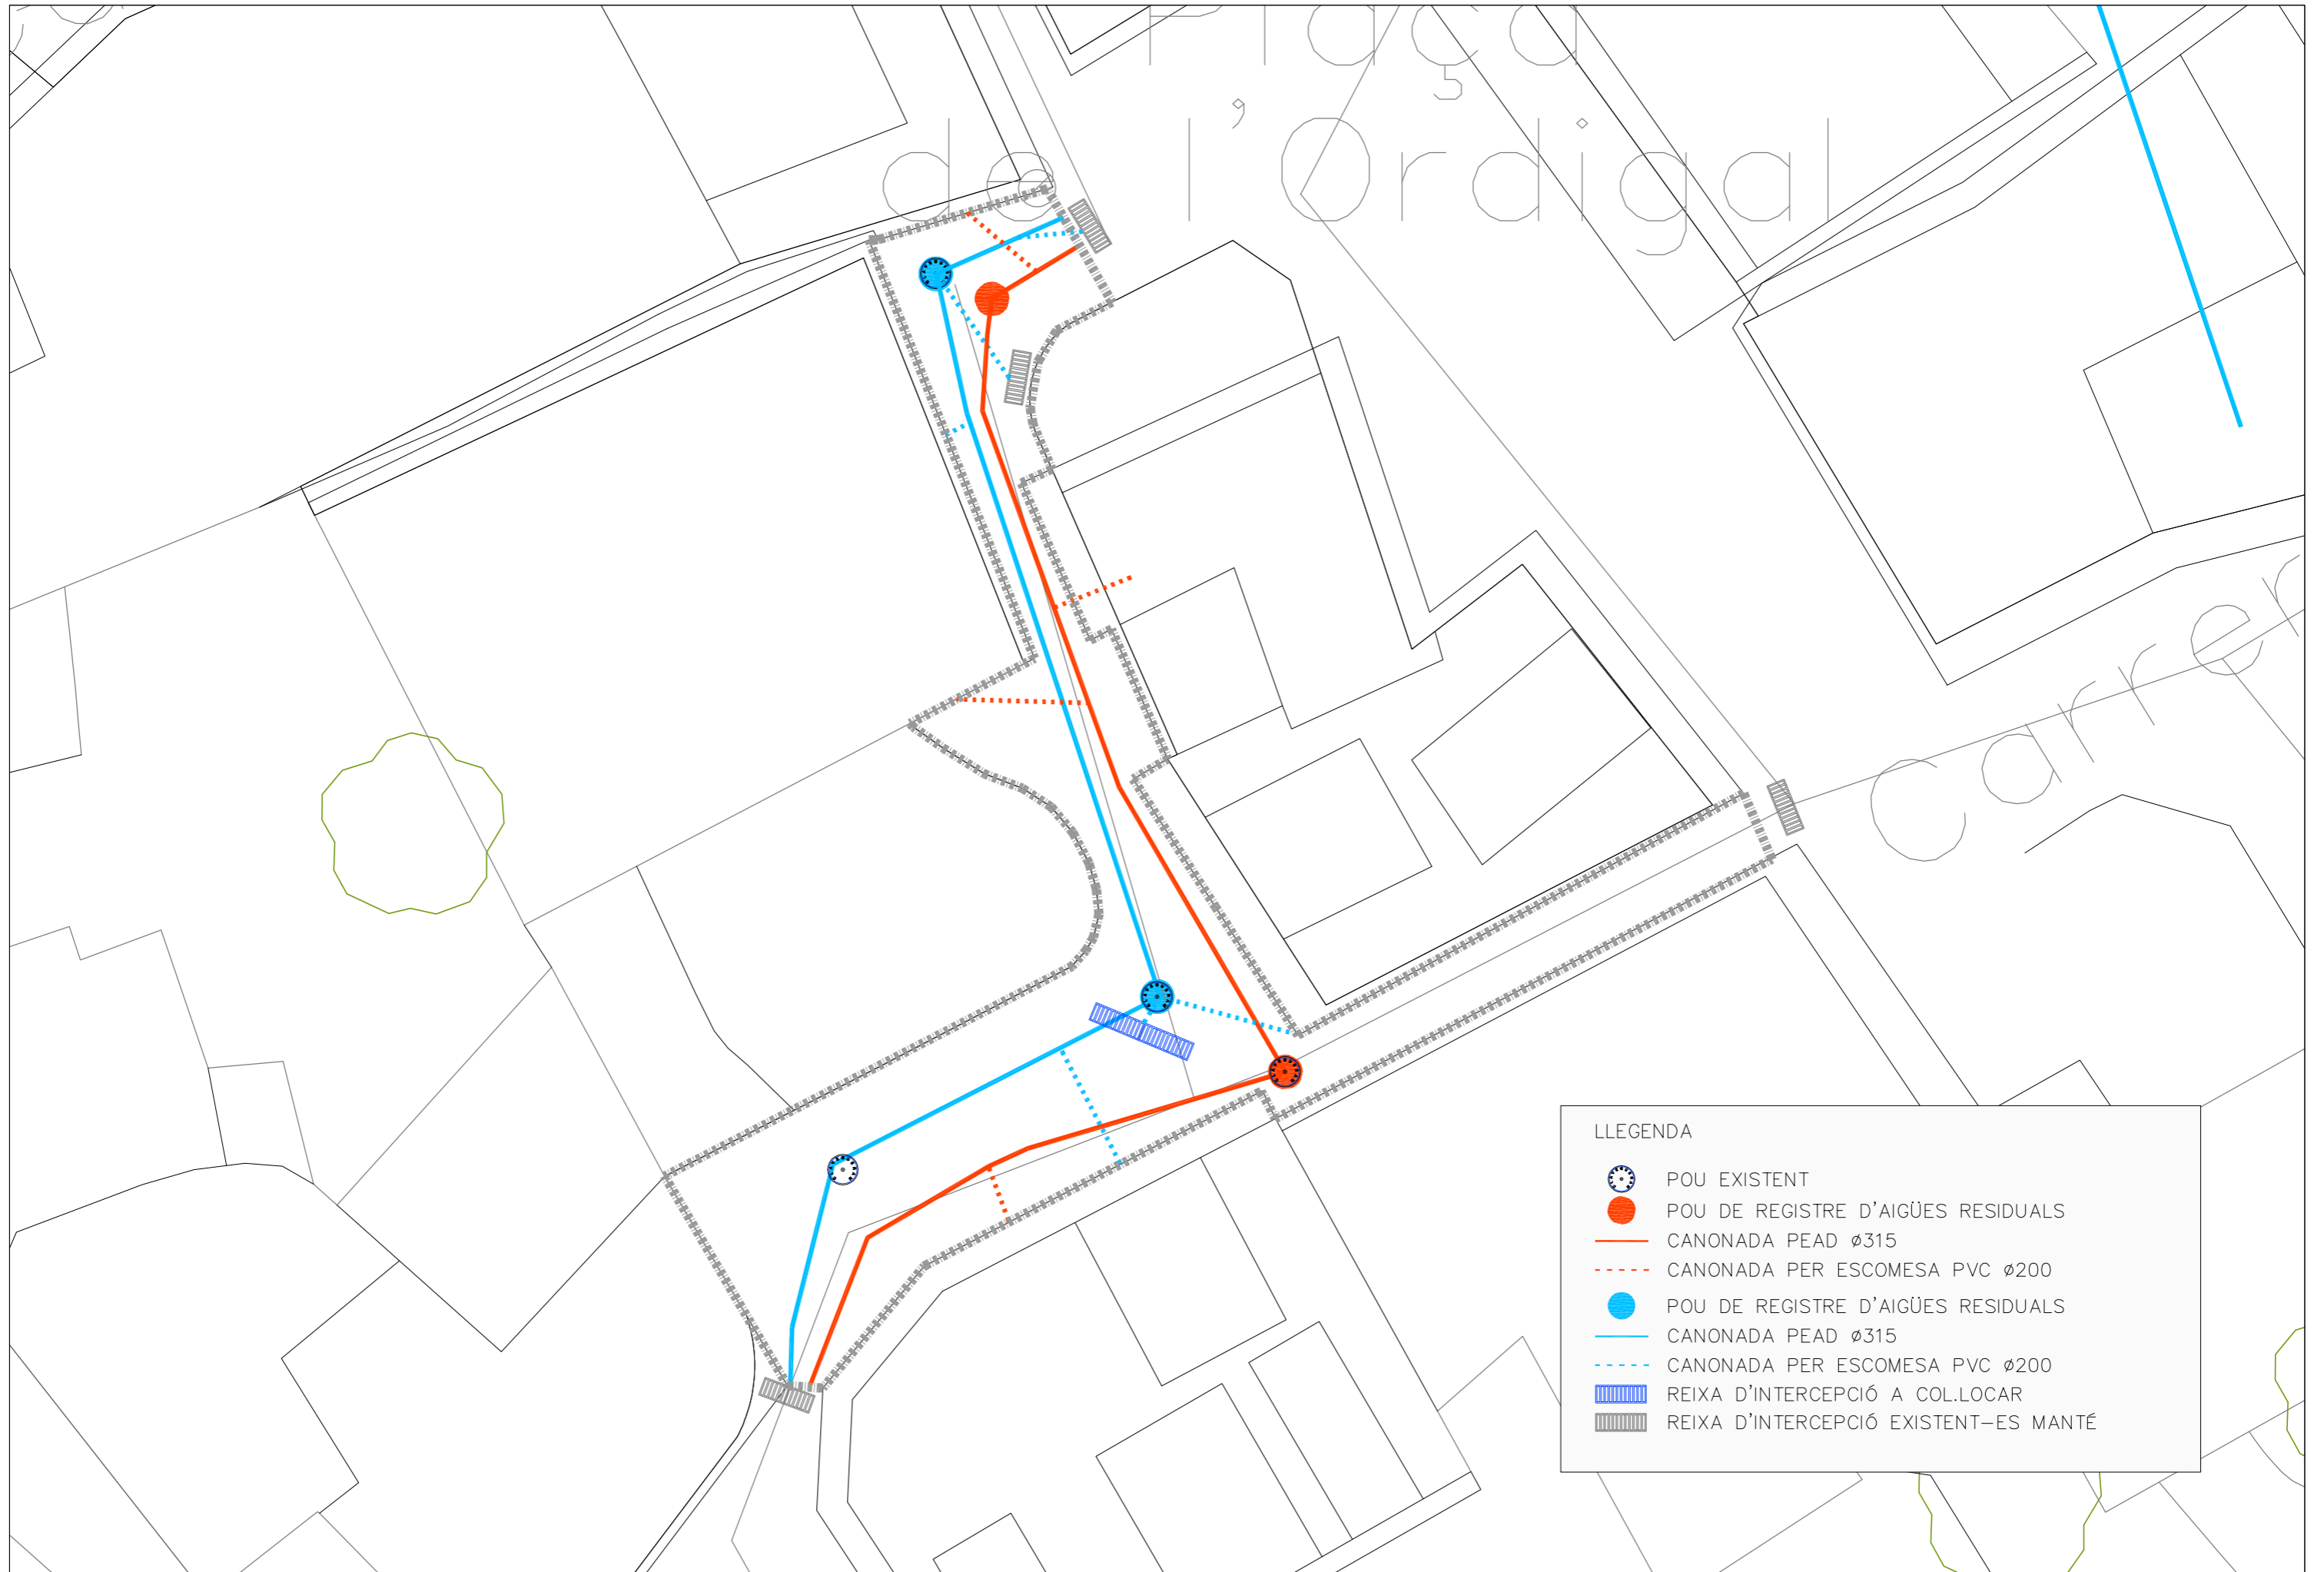 Plaça
de l'Ordigal
Carrer
LLEGENDA
POU EXISTENT
POU DE REGISTRE D'AIGÜES RESIDUALS
CANONADA PEAD ø315
CANONADA PER ESCOMESA PVC ø200
POU DE REGISTRE D'AIGÜES RESIDUALS
CANONADA PEAD ø315
CANONADA PER ESCOMESA PVC ø200
REIXA D'INTERCEPCIÓ A COL.LOCAR
REIXA D'INTERCEPCIÓ EXISTENT-ES MANTÉ